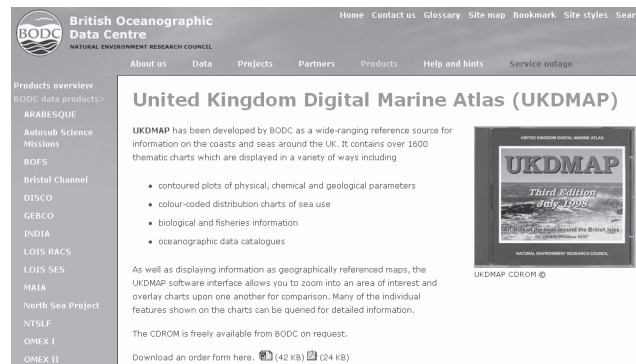 British Oceanographic
Data Centre
NATURAL ENVIRONMENT RESEARCH COUNCIL
BODC
Home Contact us Glossary Site map Bookmark Site styles Sear
About us Data Projects Partners Products Help and hints Service outage
Products overview
BODC data products>
ARABESQUE
Autosub Science
Missions
BOFS
Bristol Channel
DISCO
GEBCO
INDIA
LOIS RACS
LOIS SES
MAIA
North Sea Project
NTSLF
OMEX I
OMEX II
United Kingdom Digital Marine Atlas (UKDMAP)
UKDMAP has been developed by BODC as a wide-ranging reference source for
information on the coasts and seas around the UK. It contains over 1600
thematic charts which are displayed in a variety of ways including
• contoured plots of physical, chemical and geological parameters
• colour-coded distribution charts of sea use
• biological and fisheries information
• oceanographic data catalogues
As well as displaying information as geographically referenced maps, the
UKDMAP software interface allows you to zoom into an area of interest and
overlay charts upon one another for comparison. Many of the individual
features shown on the charts can be queried for detailed information.
The CDROM is freely available from BODC on request.
Download an order form here. (42 KB) (24 KB)
UNITED KINGDOM DIGITAL MARINE ATLAS
UKDMAP
Third Edition
July 1998
An atlas of the seas around the British Isles
NATURAL ENVIRONMENT RESEARCH COUNCIL
UKDMAP CDROM ©